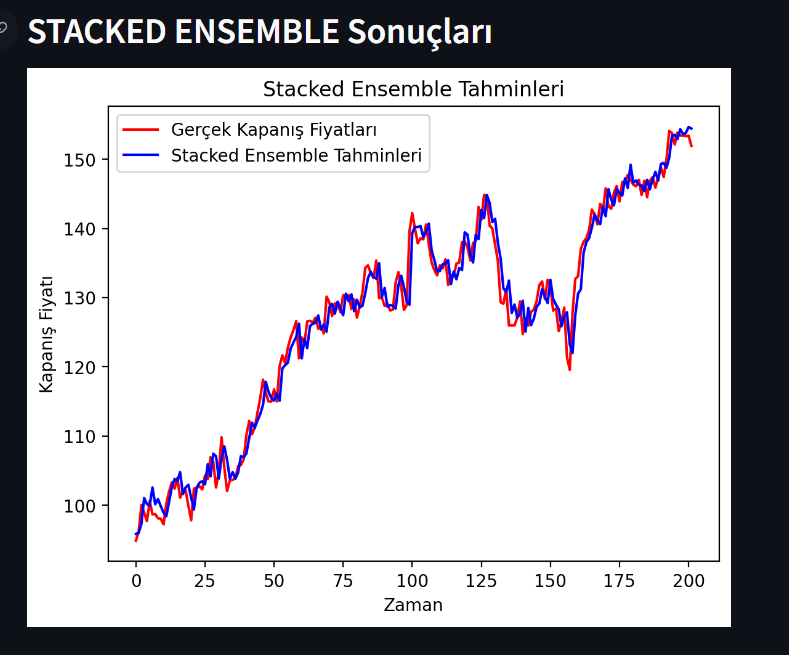 STACKED ENSEMBLE Sonuçları
Stacked Ensemble Tahminleri
Gerçek Kapanış Fiyatları
Stacked Ensemble Tahminleri
Kapanış Fiyatı
150
140
130
120
110
100
0 25 50 75 100 125 150 175 200
Zaman